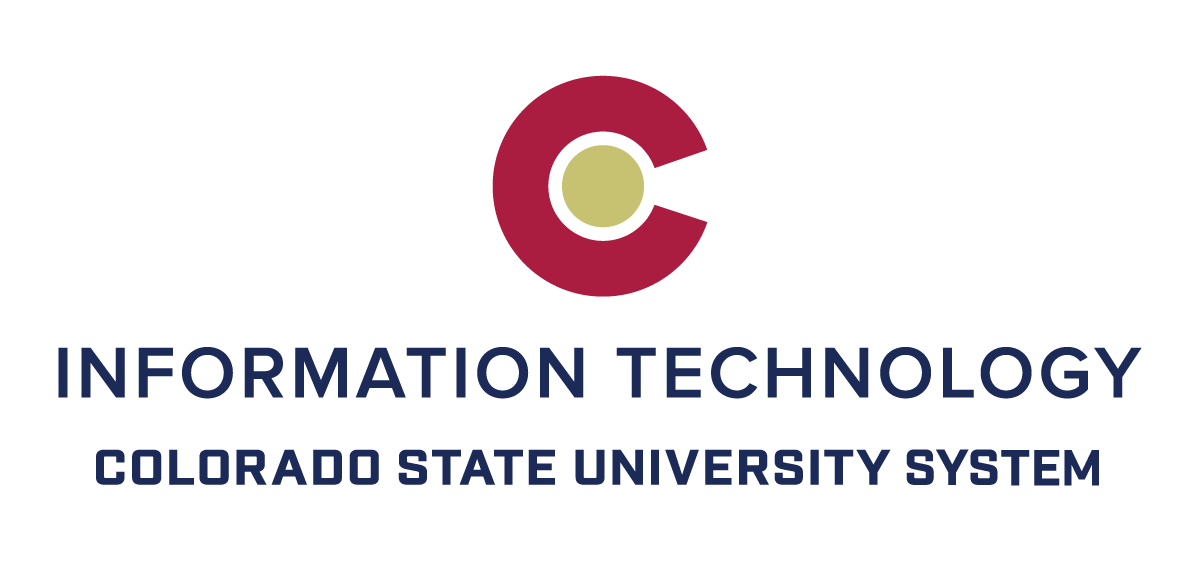 INFORMATION TECHNOLOGY
COLORADO STATE UNIVERSITY SYSTEM